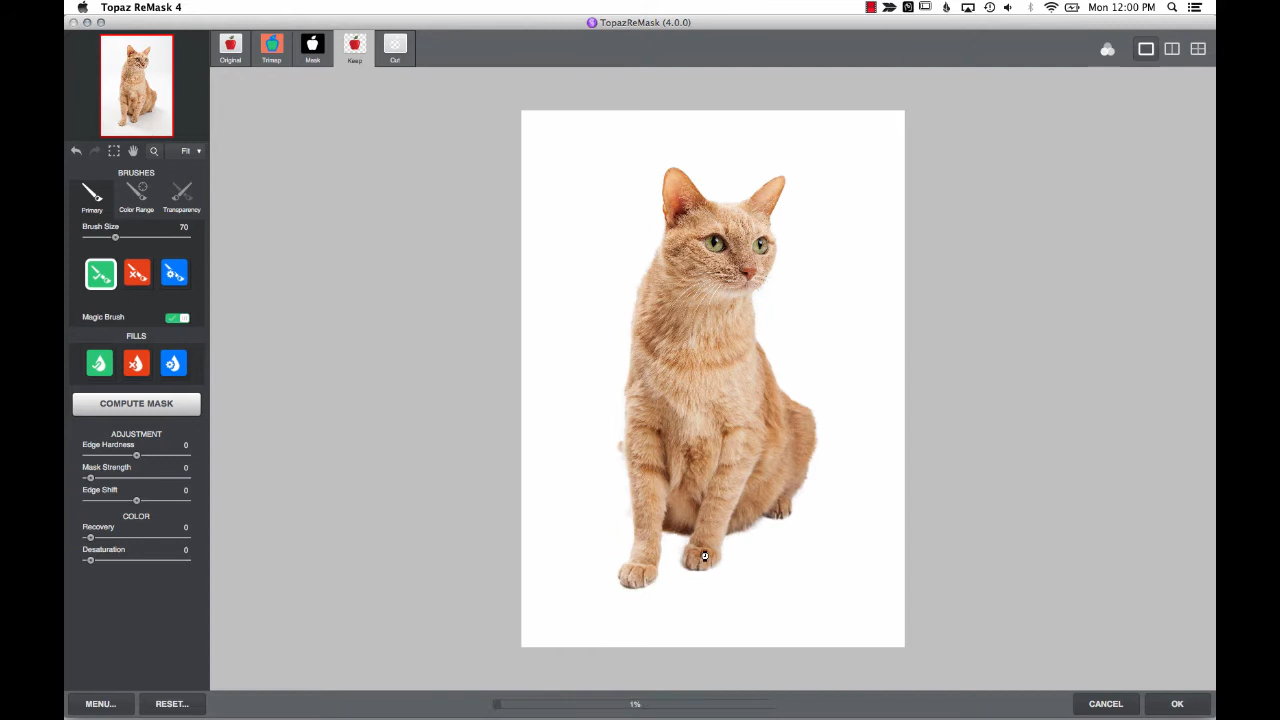 Topaz ReMask 4
Mon 12:00 PM
TopazReMask (4.0.0)
Original
Trimap
Mask
Keep
Cut
Fit
BRUSHES
Primary
Color Range
Transparency
Brush Size 70
Magic Brush
FILLS
COMPUTE MASK
ADJUSTMENT
Edge Hardness 0
Mask Strength 0
Edge Shift 0
COLOR
Recovery 0
Desaturation 0
MENU...
RESET...
1%
CANCEL
OK